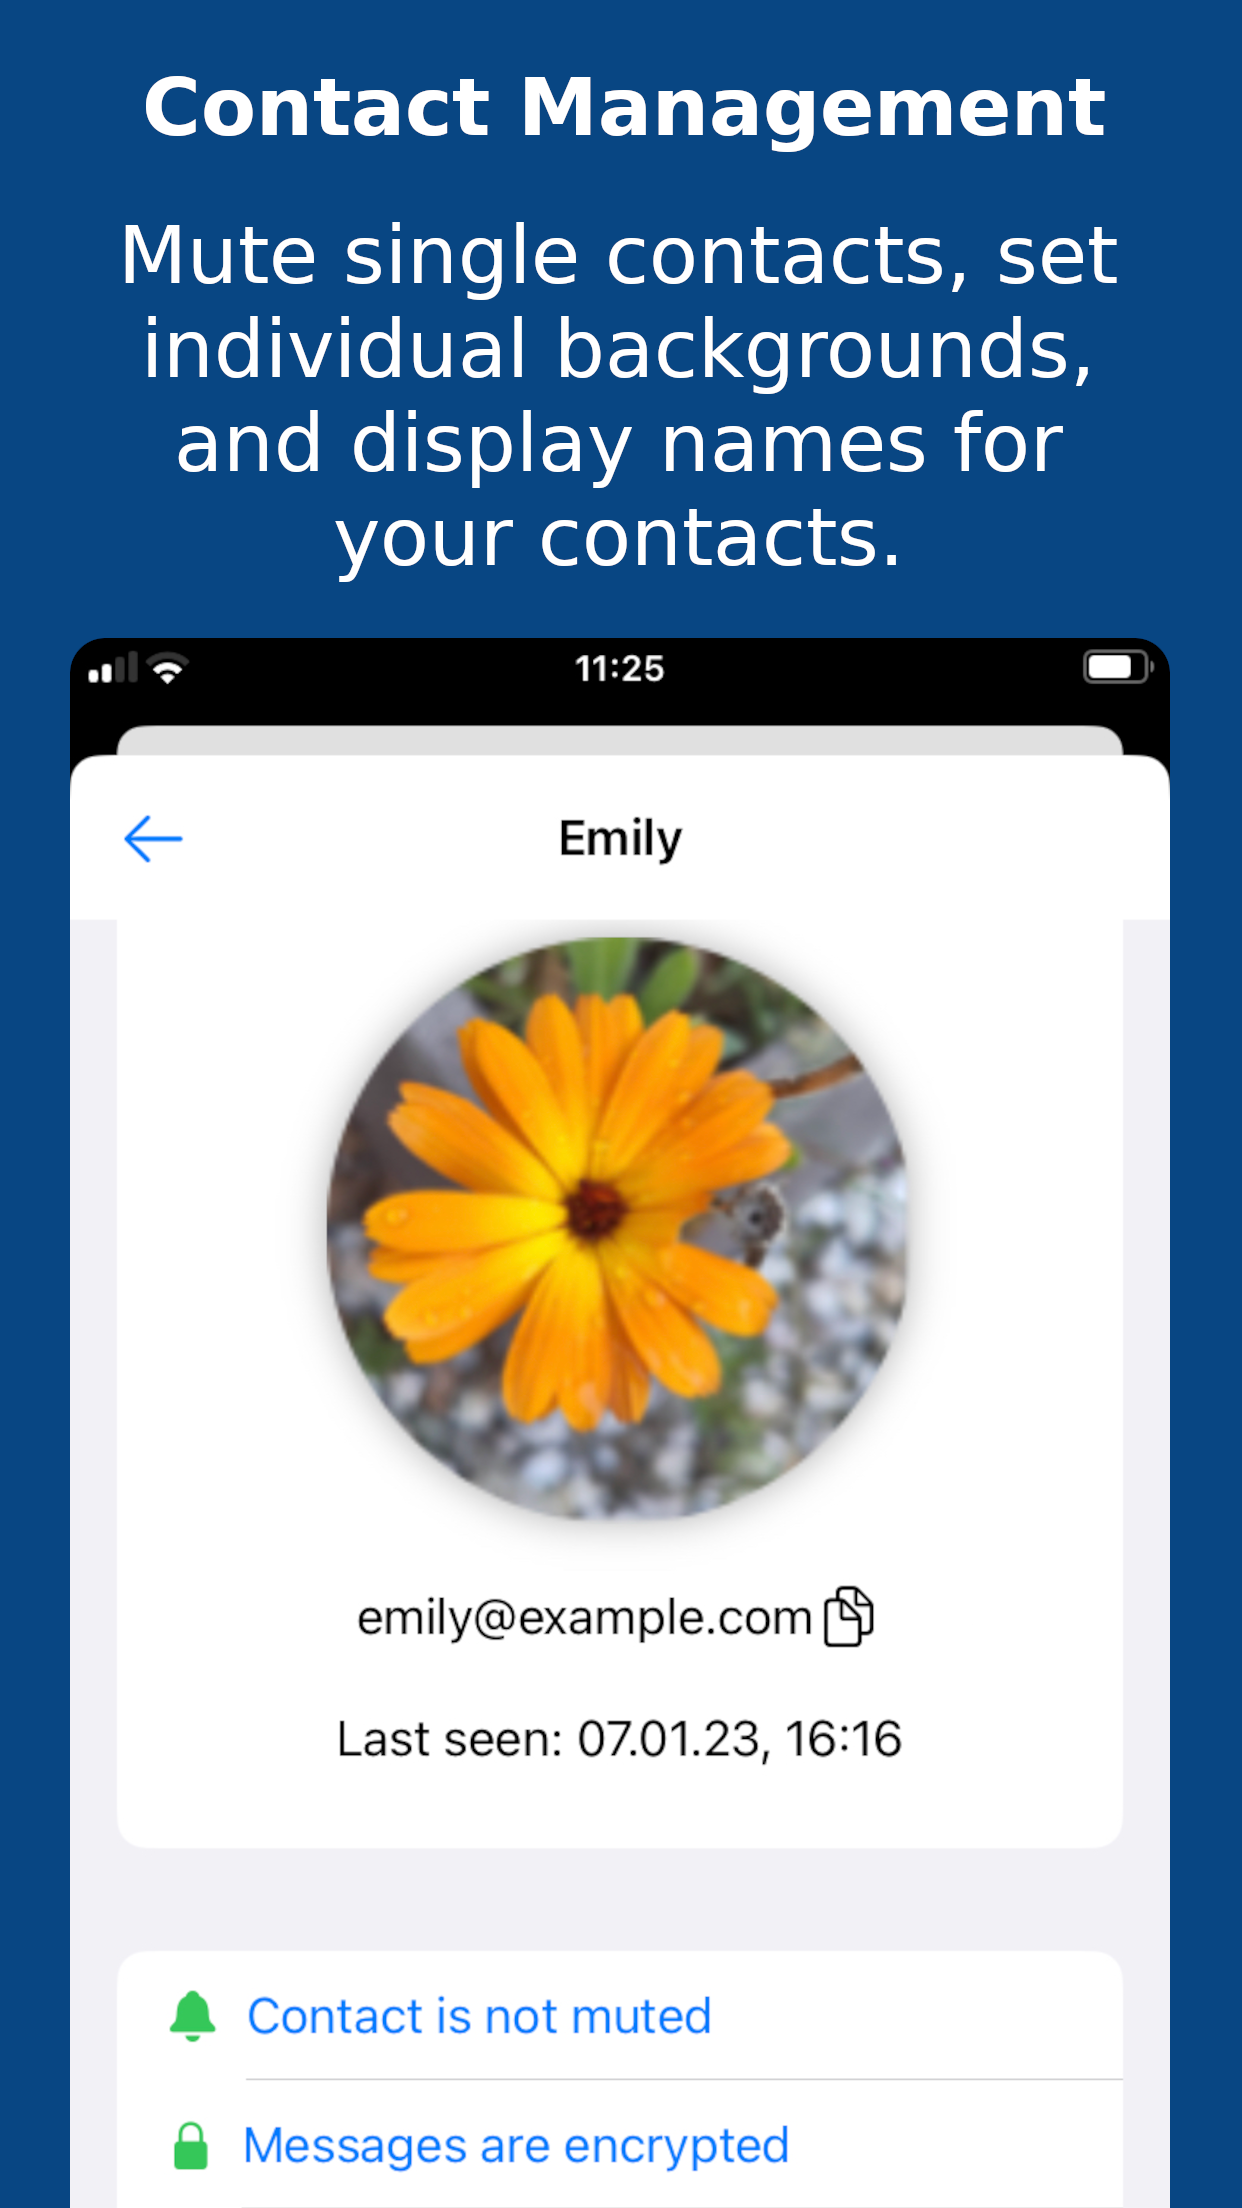 Contact Management
Mute single contacts, set
individual backgrounds,
and display names for
your contacts.
11:25
Emily
emily@example.com
Last seen: 07.01.23, 16:16
Contact is not muted
Messages are encrypted